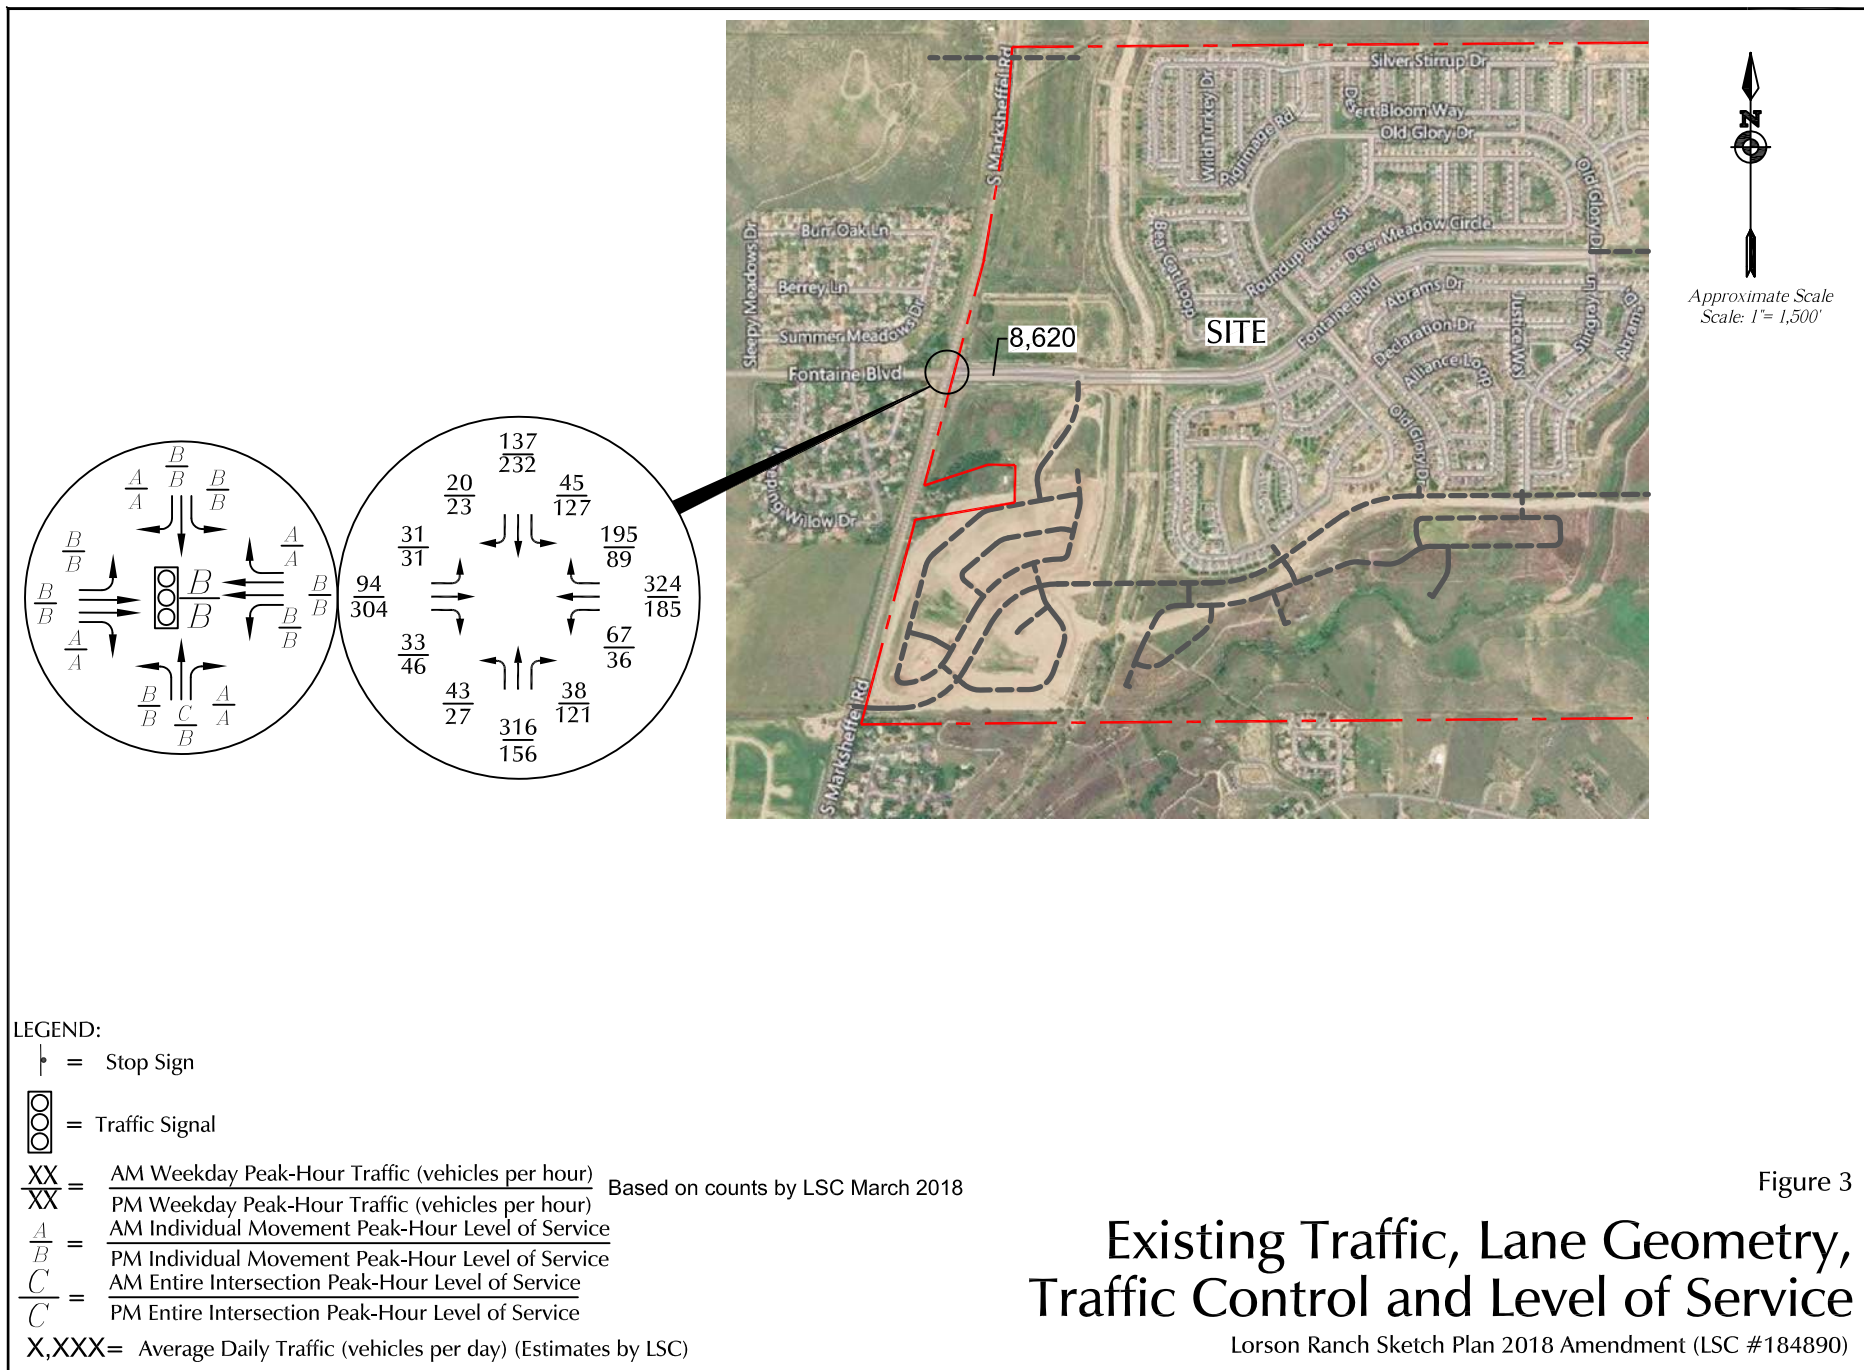 S Marksheffel Rd
Silver Stirrup Dr
Desert Bloom Way
Old Glory Dr
Wild Turkey Dr
Pilgrimage Rd
Old Glory Dr
Burr Oak Ln
Sleepy Meadows Dr
Berrey Ln
Summer Meadows Dr
Bear Cat Loop
Roundup Butte St
Deer Meadow Circle
Fontaine Blvd
Abrams Dr
Declaration Dr
Alliance Loop
Justice Way
Stingray Ln
Abrams
SITE
8,620
Fontaine Blvd
Old Glory Dr
Willow Dr
S Marksheffel Rd
S Marksheffel Rd
N
Approximate Scale
Scale: 1"= 1,500'
B
B
A
A
B
B
B
B
A
A
B
B
B
B
B
B
B
B
A
A
B
B
C
B
A
A
137
232
20
23
45
127
31
31
195
89
94
304
324
185
33
46
67
36
43
27
38
121
316
156
LEGEND:
= Stop Sign
= Traffic Signal
XX
XX
= AM Weekday Peak-Hour Traffic (vehicles per hour)
PM Weekday Peak-Hour Traffic (vehicles per hour)
Based on counts by LSC March 2018
A
B
= AM Individual Movement Peak-Hour Level of Service
PM Individual Movement Peak-Hour Level of Service
C
C
= AM Entire Intersection Peak-Hour Level of Service
PM Entire Intersection Peak-Hour Level of Service
X,XXX= Average Daily Traffic (vehicles per day) (Estimates by LSC)
Figure 3
Existing Traffic, Lane Geometry,
Traffic Control and Level of Service
Lorson Ranch Sketch Plan 2018 Amendment (LSC #184890)